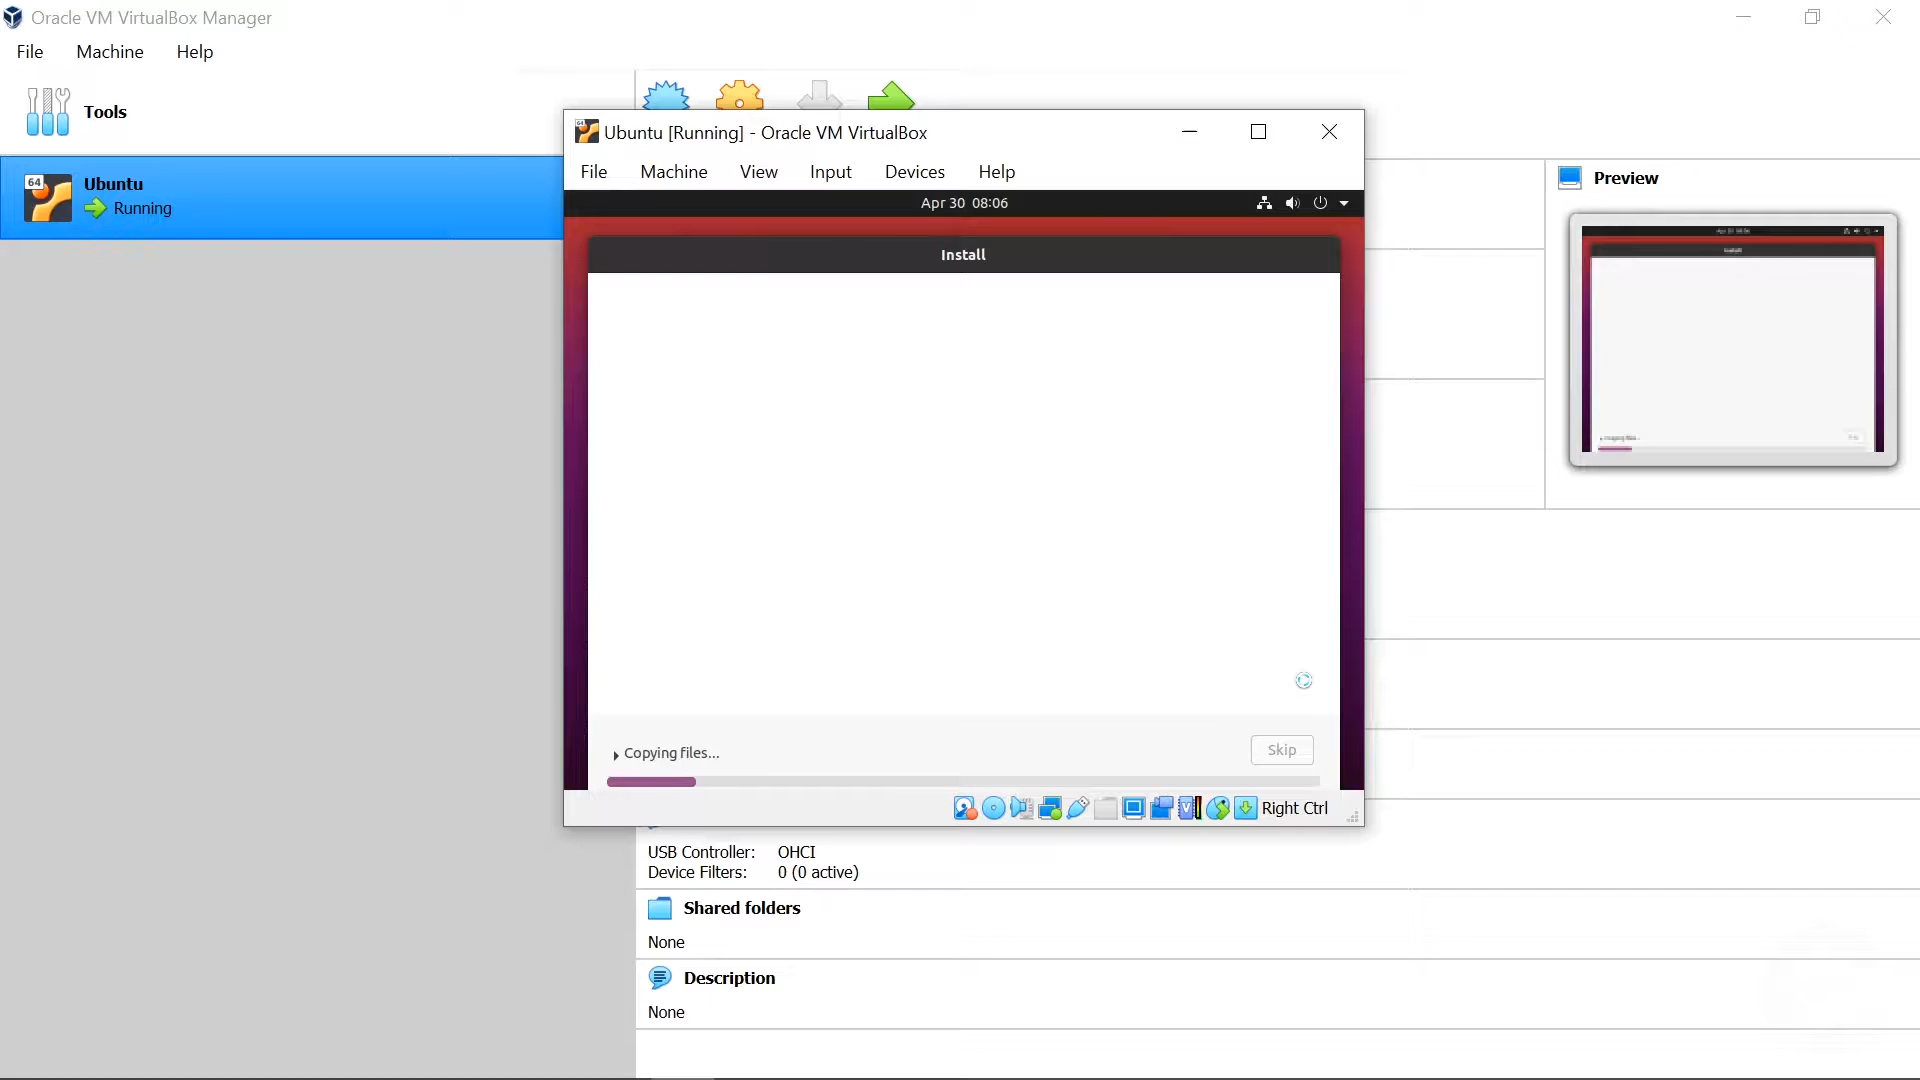 Oracle VM VirtualBox Manager
File Machine Help
Tools
64
Ubuntu
Running
64
Ubuntu [Running] - Oracle VM VirtualBox
File Machine View Input Devices Help
Apr 30 08:06
Install
Copying files...
Skip
V
Right Ctrl
Preview
USB Controller: OHCI
Device Filters: 0 (0 active)
Shared folders
None
Description
None